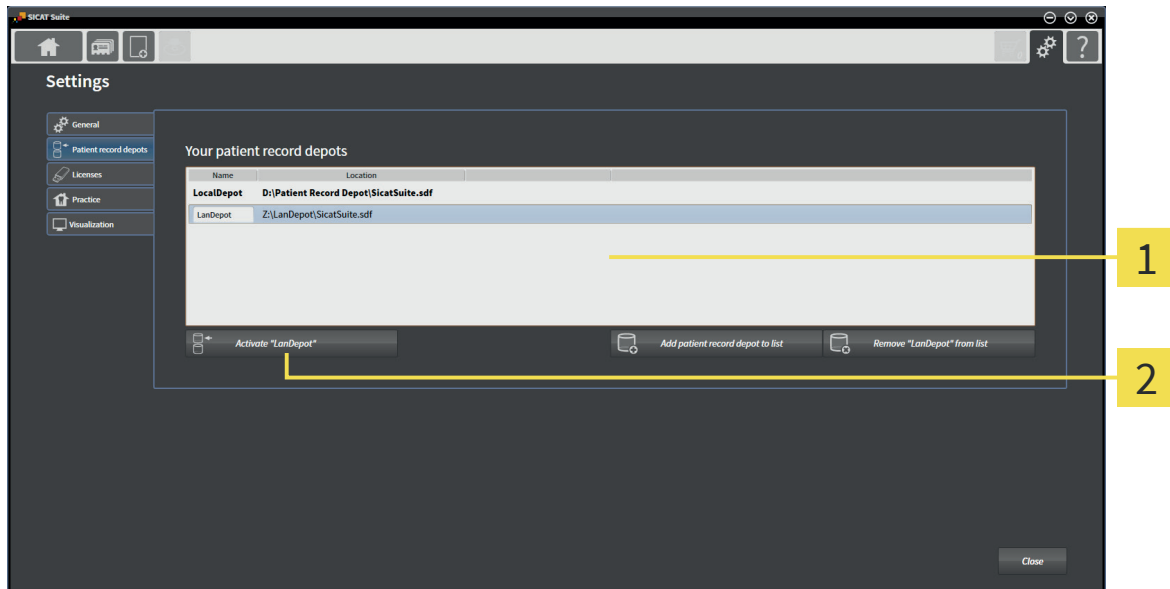 SICAT Suite
?
Settings
General
Patient record depots
Licenses
Practice
Visualization
Your patient record depots
Name Location
LocalDepot D:\Patient Record Depot\SicatSuite.sdf
LanDepot Z:\LanDepot\SicatSuite.sdf
1
Activate "LanDepot" Add patient record depot to list Remove "LanDepot" from list
2
Close